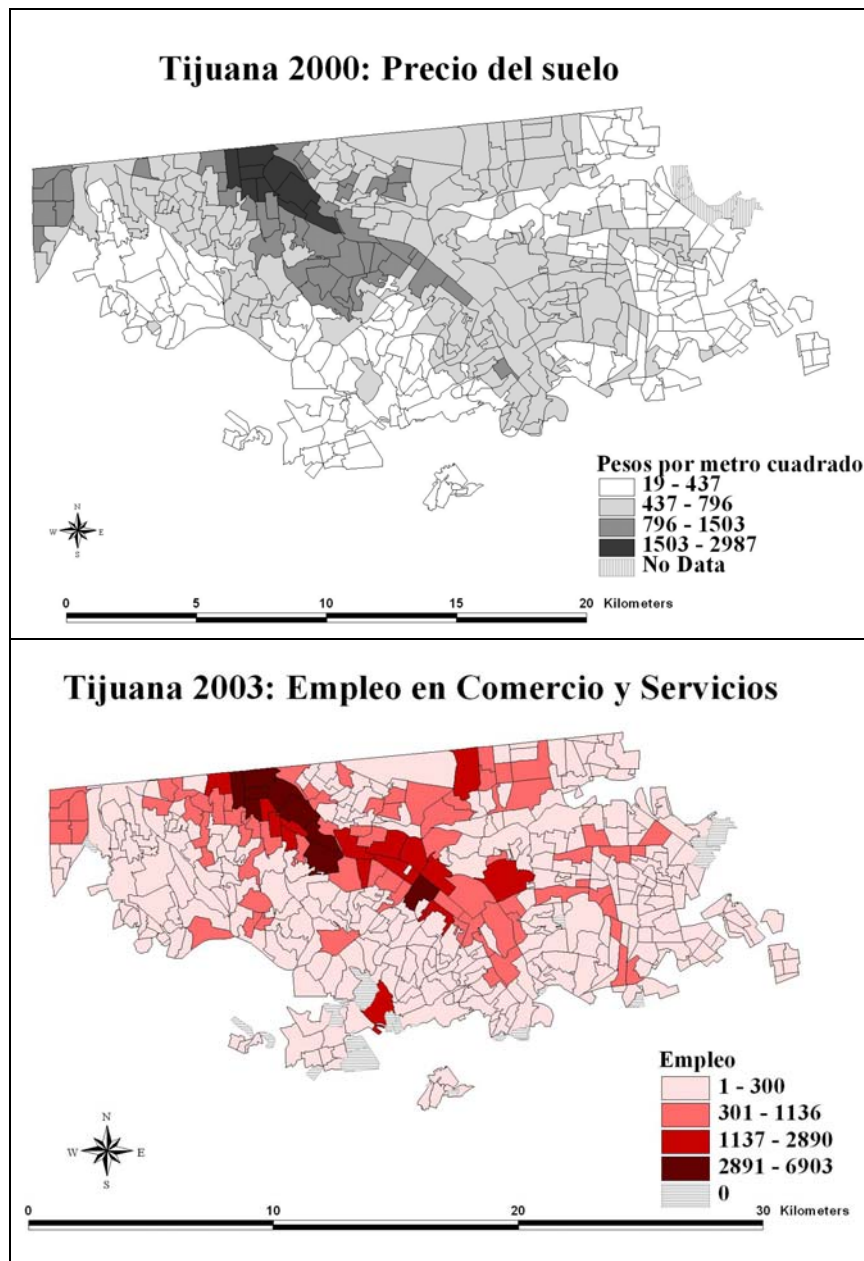 Tijuana 2000: Precio del suelo
Pesos por metro cuadrado
19 - 437
437 - 796
796 - 1503
1503 - 2987
No Data
N
W E
S
0 5 10 15 20 Kilometers
Tijuana 2003: Empleo en Comercio y Servicios
Empleo
1 - 300
301 - 1136
1137 - 2890
2891 - 6903
0
N
W E
S
0 10 20 30 Kilometers